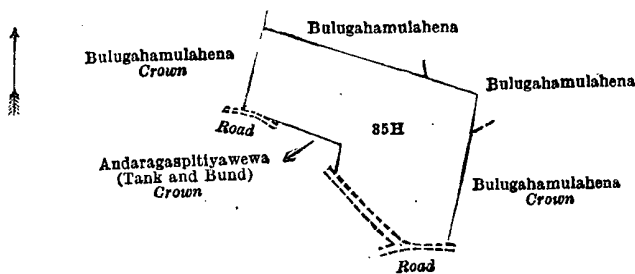 Bulugahamulahena
Bulugahamulahena
Crown
Bulugahamulahena
Road
85H
Andaragaspitiyawewa
(Tank and Bund)
Crown
Bulugahamulahena
Crown
Road